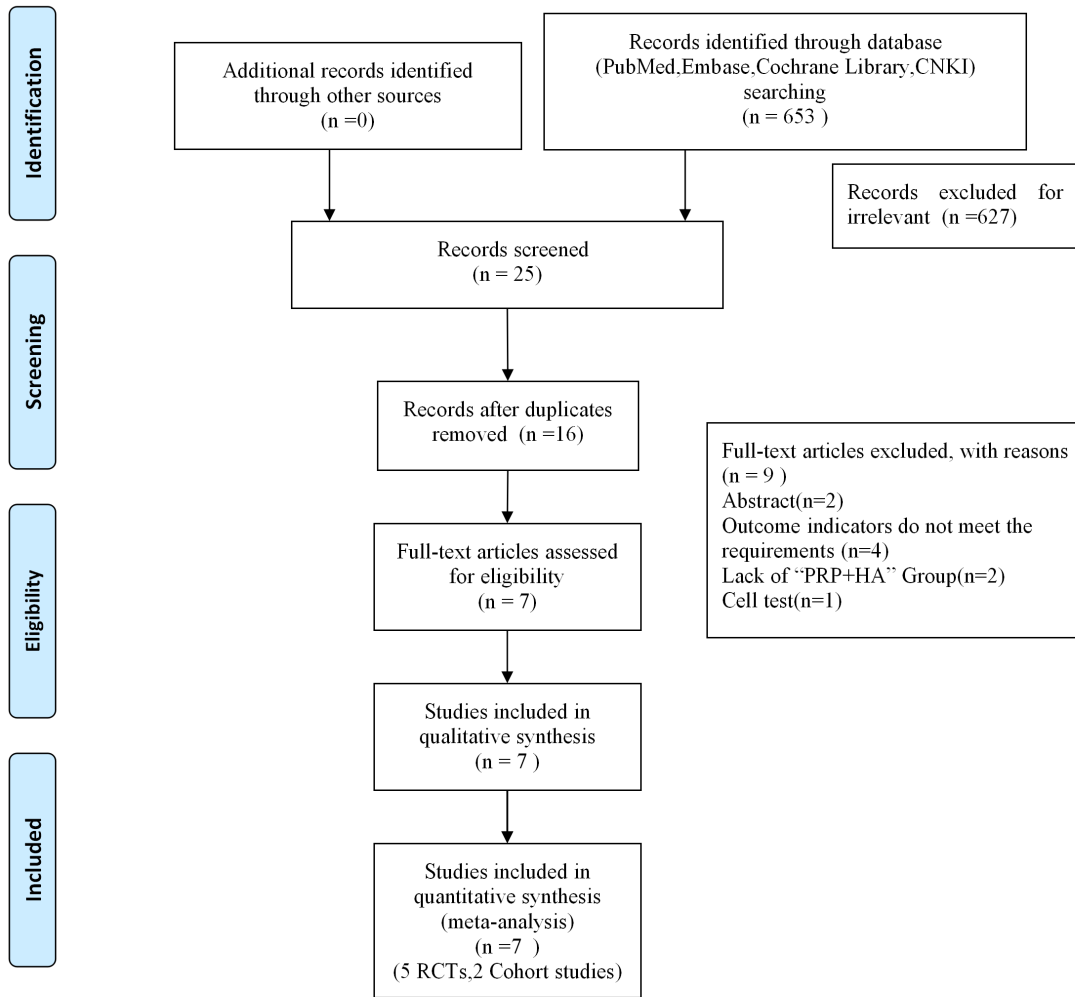 Identification
Additional records identified
through other sources
(n =0)
Records identified through database
(PubMed,Embase,Cochrane Library,CNKI)
searching
(n = 653 )
Records excluded for
irrelevant (n =627)
Screening
Records screened
(n = 25)
Records after duplicates
removed (n =16)
Full-text articles excluded, with reasons
(n = 9 )
Abstract(n=2)
Outcome indicators do not meet the
requirements (n=4)
Lack of “PRP+HA” Group(n=2)
Cell test(n=1)
Eligibility
Full-text articles assessed
for eligibility
(n = 7)
Studies included in
qualitative synthesis
(n = 7 )
Included
Studies included in
quantitative synthesis
(meta-analysis)
(n =7 )
(5 RCTs,2 Cohort studies)